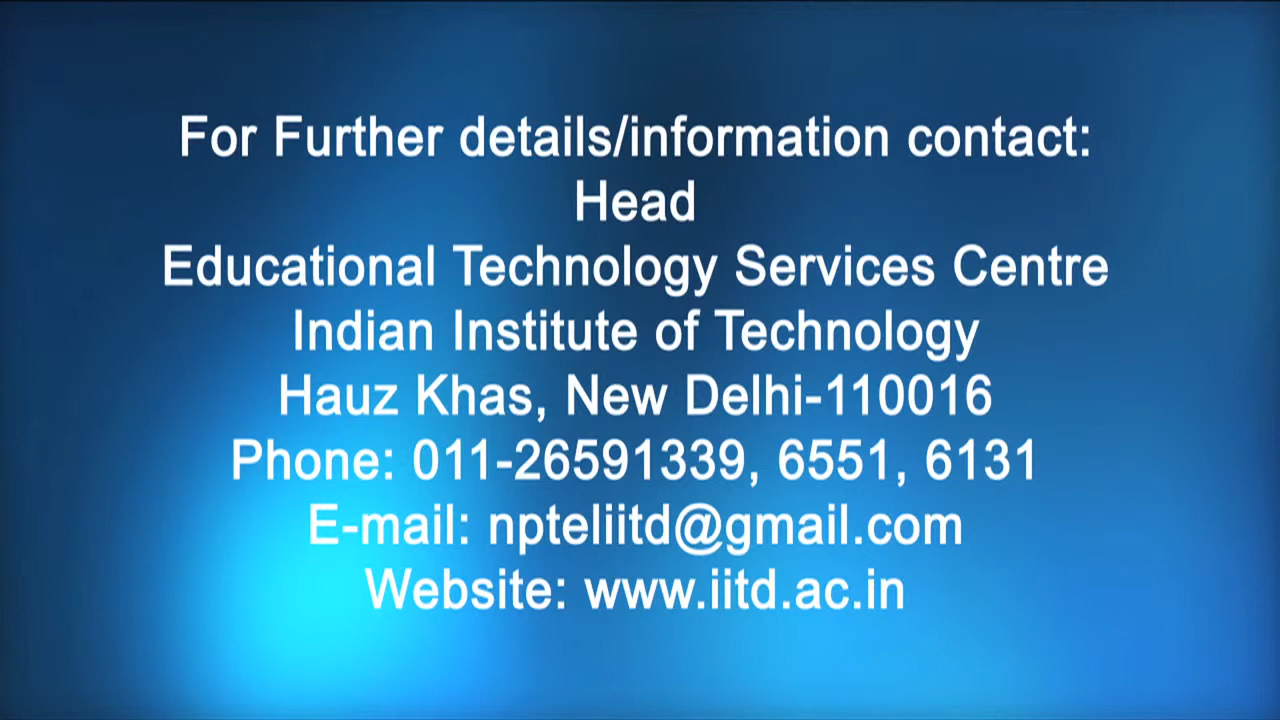 For Further details/information contact:
Head
Educational Technology Services Centre
Indian Institute of Technology
Hauz Khas, New Delhi-110016
Phone: 011-26591339, 6551, 6131
E-mail: npteliitd@gmail.com
Website: www.iitd.ac.in